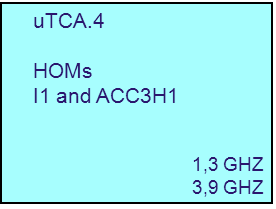 uTCA.4
HOMs
I1 and ACC3H1
1,3 GHZ
3,9 GHZ